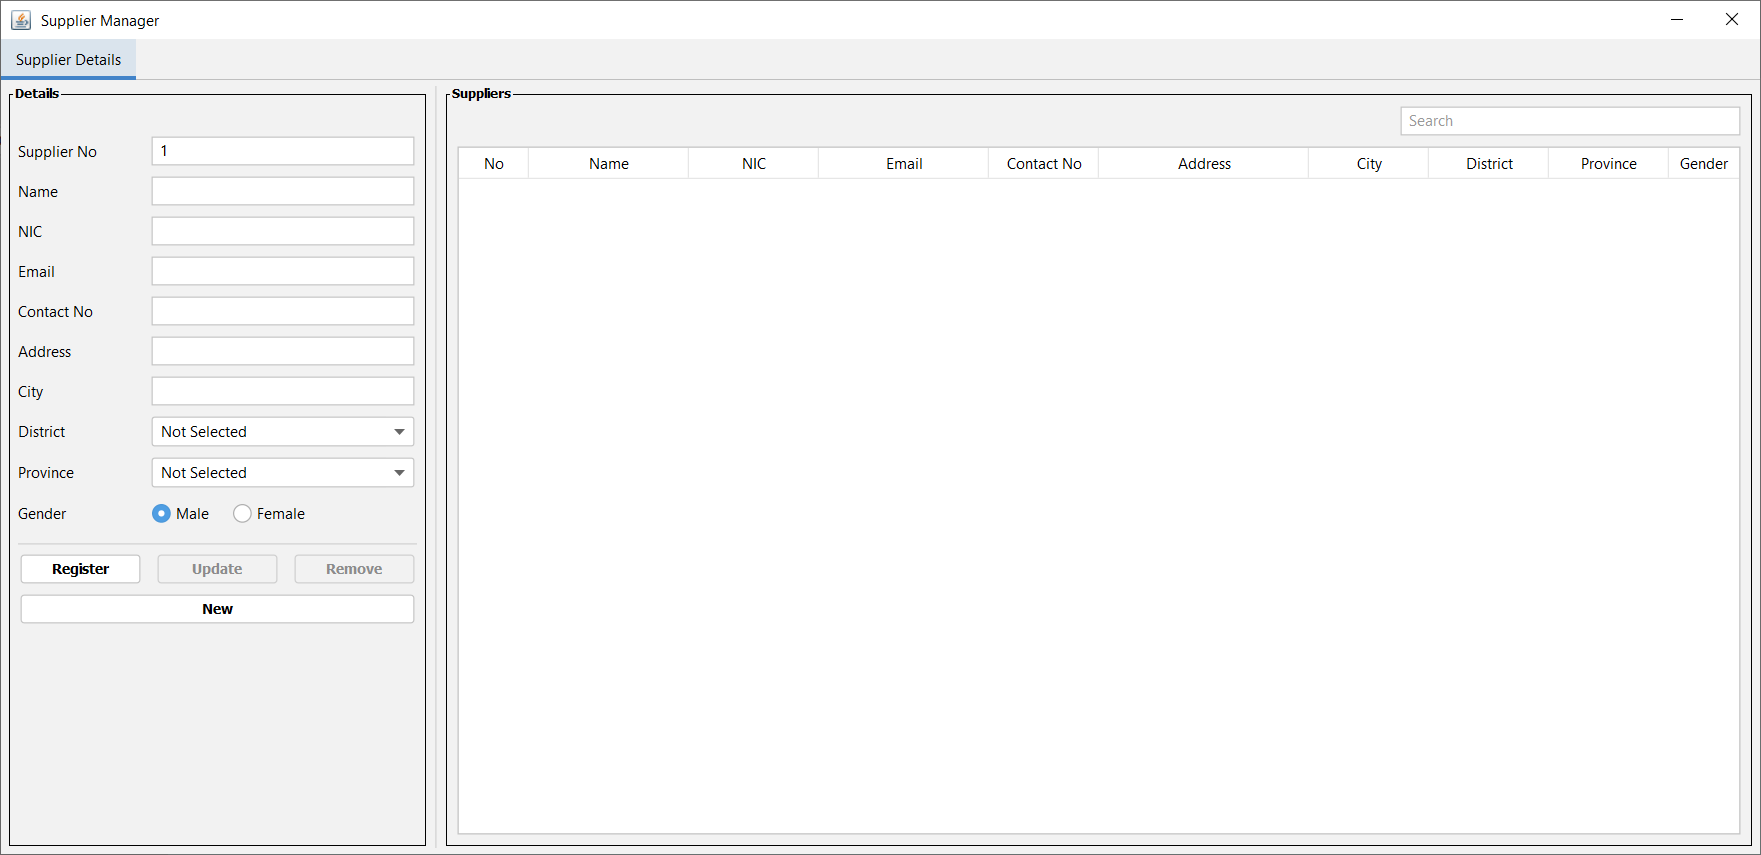 Supplier Manager
Supplier Details
Details
Supplier No 1
Name
NIC
Email
Contact No
Address
City
District Not Selected
Province Not Selected
Gender Male Female
Register Update Remove
New
Suppliers
Search
No Name NIC Email Contact No Address City District Province Gender